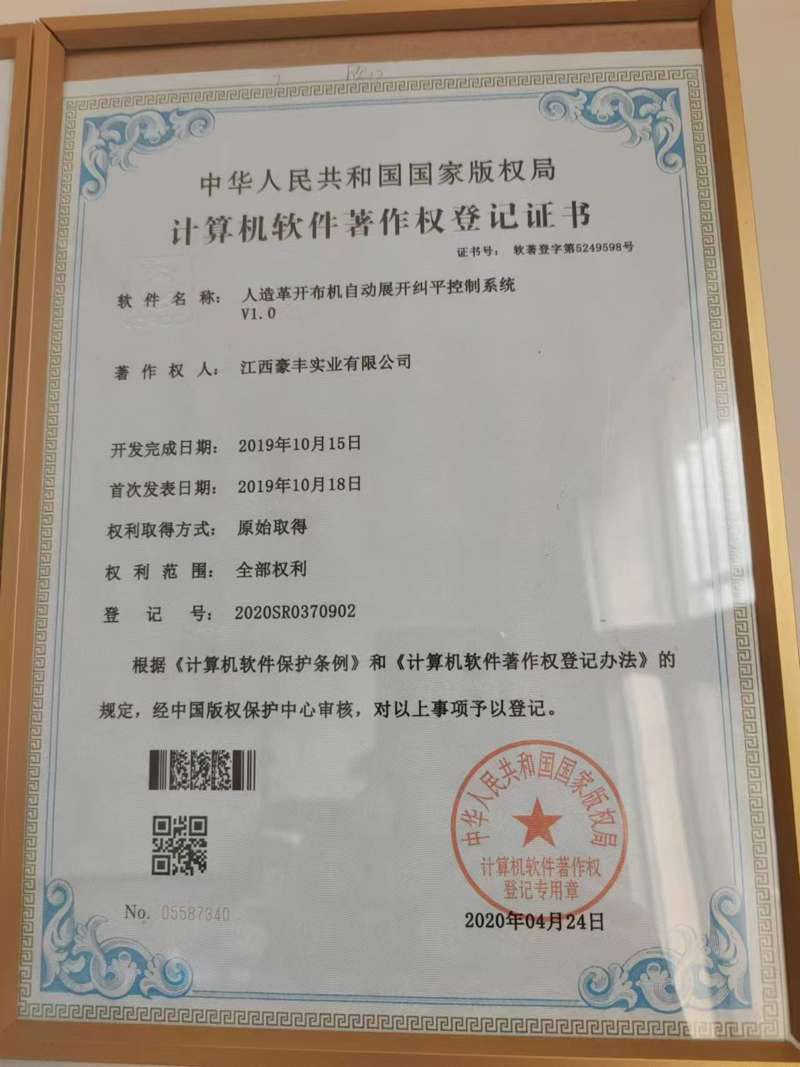 中华人民共和国国家版权局
计算机软件著作权登记证书
证书号： 软著登字第5249598号
软件名称： 人造革开布机自动展开纠平控制系统
V1.0
著作权人： 江西豪丰实业有限公司
开发完成日期： 2019年10月15日
首次发表日期： 2019年10月18日
权利取得方式： 原始取得
权利范围： 全部权利
登记号： 2020SR0370902
根据《计算机软件保护条例》和《计算机软件著作权登记办法》的
规定，经中国版权保护中心审核，对以上事项予以登记。
中华人民共和国国家版权局
计算机软件著作权
登记专用章
No. 05587340
2020年04月24日